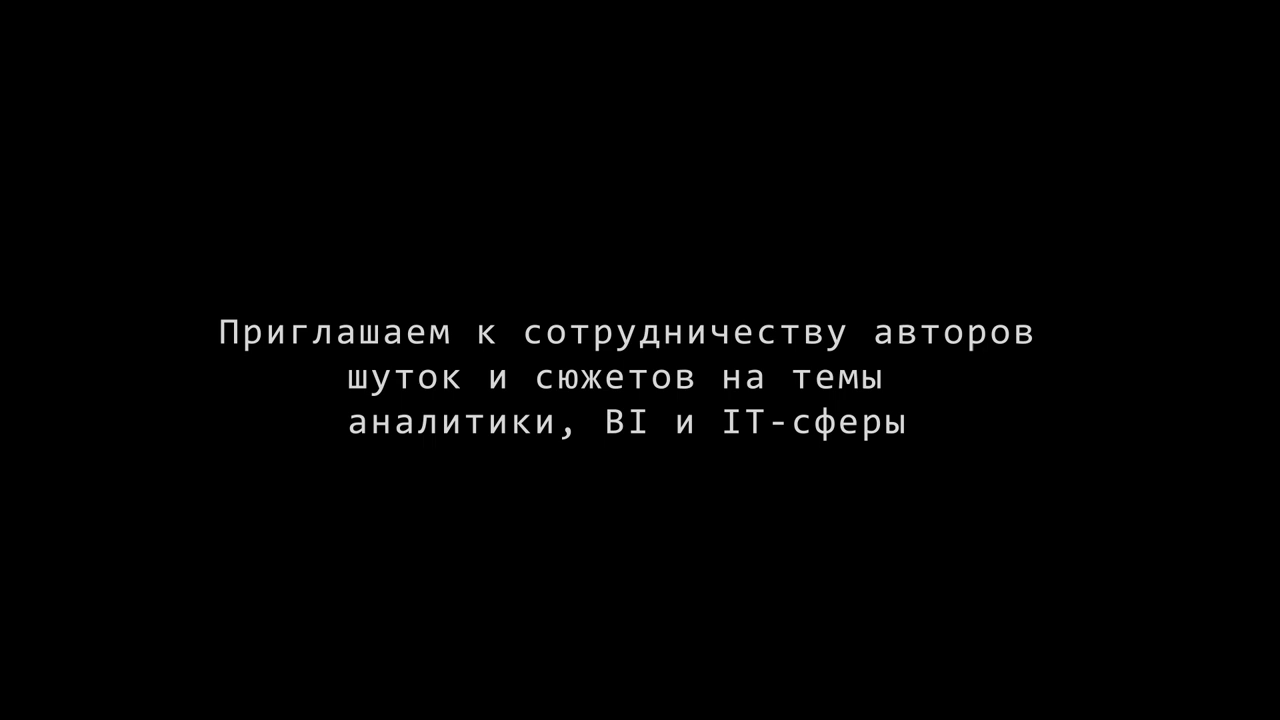 Приглашаем к сотрудничеству авторов
шуток и сюжетов на темы
аналитики, BI и IT-сферы